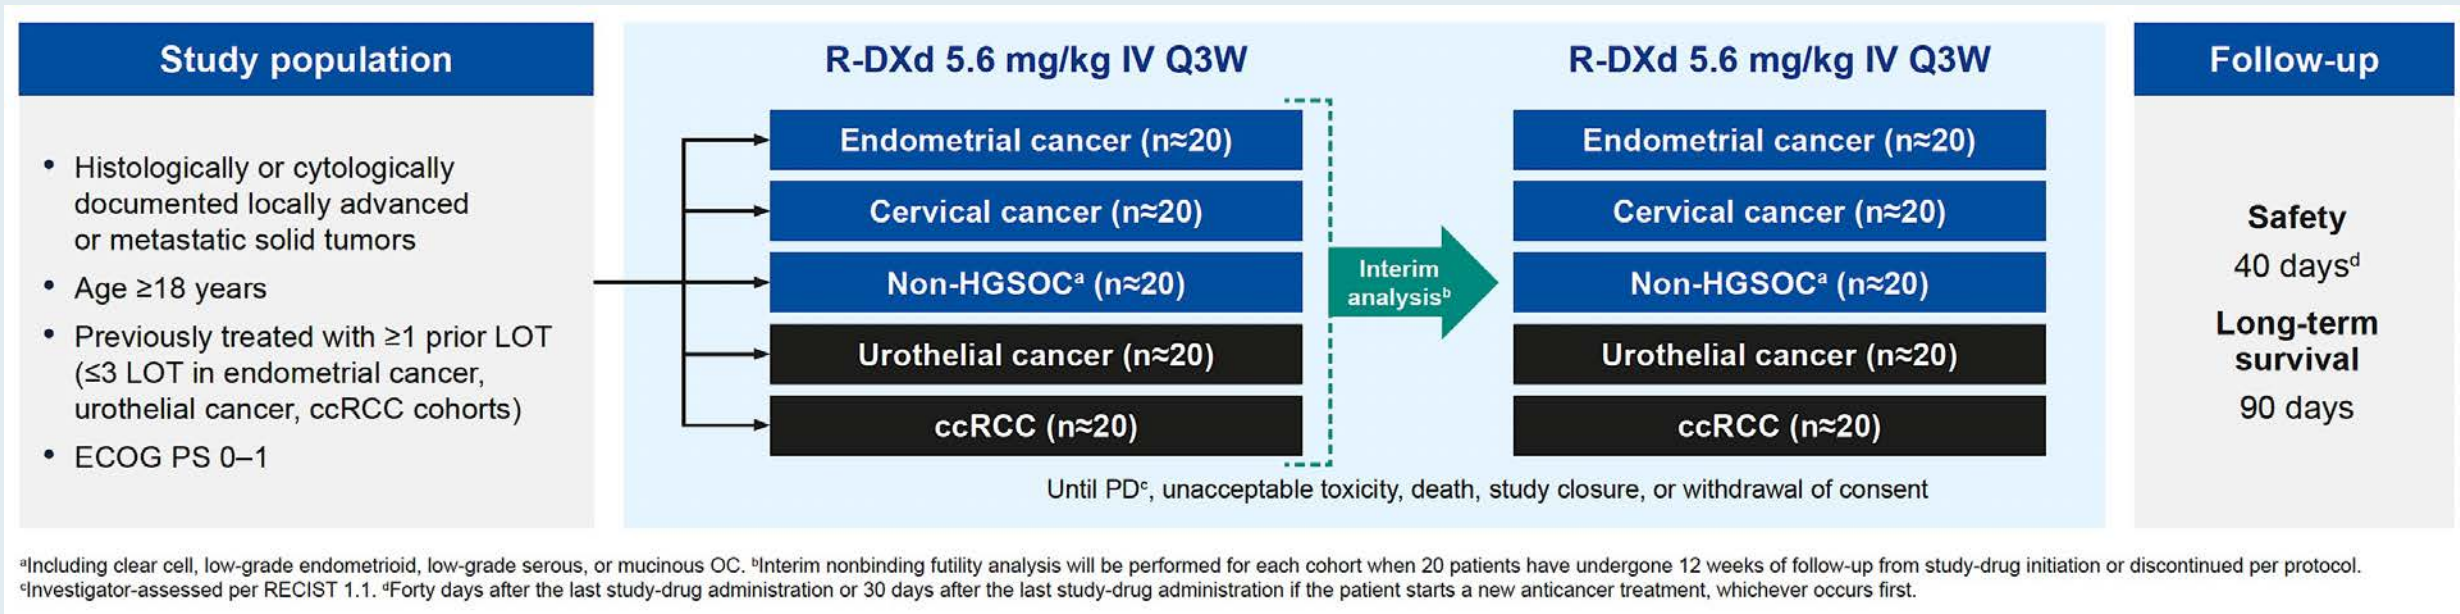 Study population
• Histologically or cytologically
documented locally advanced
or metastatic solid tumors
• Age ≥18 years
• Previously treated with ≥1 prior LOT
(≤3 LOT in endometrial cancer,
urothelial cancer, ccRCC cohorts)
• ECOG PS 0–1
R-DXd 5.6 mg/kg IV Q3W
Endometrial cancer (n≈20)
Cervical cancer (n≈20)
Non-HGSOCᵃ (n≈20)
Urothelial cancer (n≈20)
ccRCC (n≈20)
Interim
analysisᵇ
R-DXd 5.6 mg/kg IV Q3W
Endometrial cancer (n≈20)
Cervical cancer (n≈20)
Non-HGSOCᵃ (n≈20)
Urothelial cancer (n≈20)
ccRCC (n≈20)
Until PDᶜ, unacceptable toxicity, death, study closure, or withdrawal of consent
Follow-up
Safety
40 daysᵈ
Long-term
survival
90 days
ᵃIncluding clear cell, low-grade endometrioid, low-grade serous, or mucinous OC. ᵇInterim nonbinding futility analysis will be performed for each cohort when 20 patients have undergone 12 weeks of follow-up from study-drug initiation or discontinued per protocol.
ᶜInvestigator-assessed per RECIST 1.1. ᵈForty days after the last study-drug administration or 30 days after the last study-drug administration if the patient starts a new anticancer treatment, whichever occurs first.